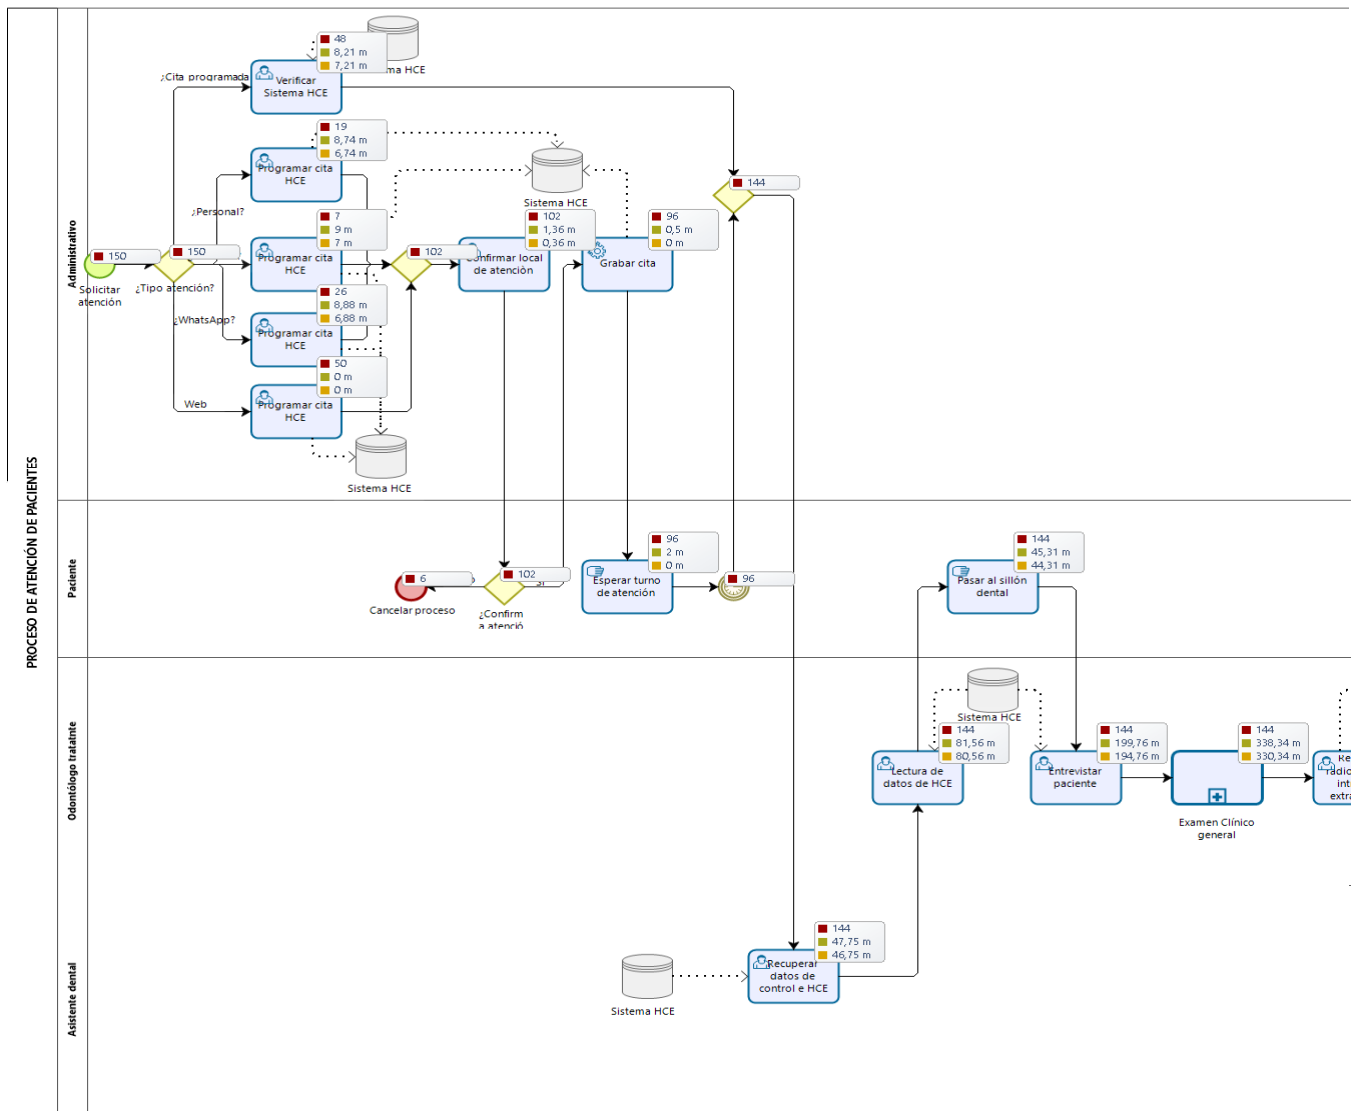 PROCESO DE ATENCIÓN DE PACIENTES
Administrativo
Solicitar
atención
150
150
¿Tipo atención?
¿Cita programada
Verificar
Sistema HCE
48
8,21 m
7,21 m
HCE
¿Personal?
Programar cita
HCE
19
8,74 m
6,74 m
Programar cita
HCE
7
9 m
7 m
¿WhatsApp?
Programar cita
HCE
26
8,88 m
6,88 m
Web
Programar cita
HCE
50
0 m
0 m
Sistema HCE
102
Confirmar local
de atención
102
1,36 m
0,36 m
Sistema HCE
Grabar cita
96
0,5 m
0 m
144
Paciente
6
Cancelar proceso
102
¿Confirm
a atenció
Esperar turno
de atención
96
2 m
0 m
96
Pasar al sillón
dental
144
45,31 m
44,31 m
Odontólogo tratatnte
Sistema HCE
Lectura de
datos de HCE
144
81,56 m
80,56 m
Entrevistar
paciente
144
199,76 m
194,76 m
Examen Clínico
general
144
338,34 m
330,34 m
Asistente dental
Sistema HCE
Recuperar
datos de
control e HCE
144
47,75 m
46,75 m